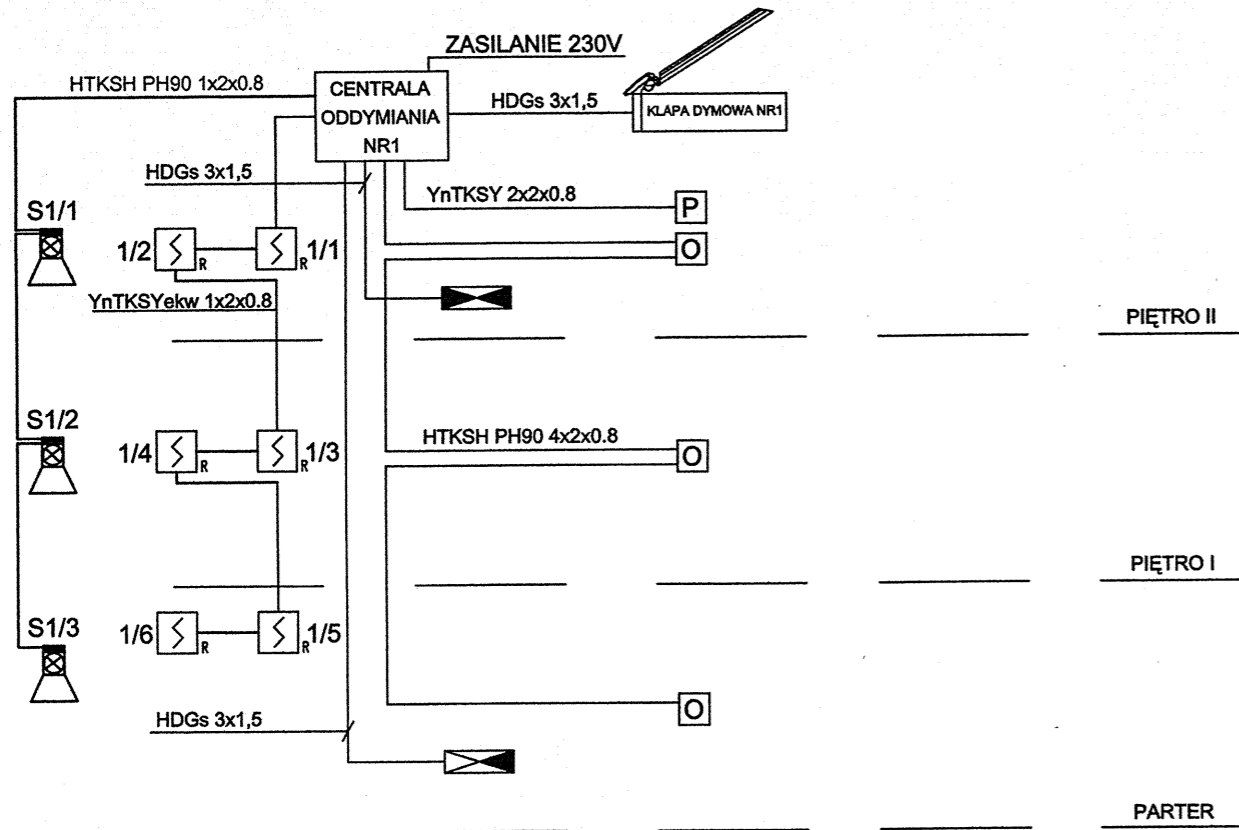 ZASILANIE 230V
HTKSH PH90 1x2x0.8
CENTRALA
ODDYMIANIA
NR1
HDGs 3x1,5
KLAPA DYMOWA NR1
HDGs 3x1,5
YnTKSY 2x2x0.8
P
S1/1
1/2
R
R
1/1
O
YnTKSYekw 1x2x0.8
PIĘTRO II
S1/2
1/4
R
R
1/3
HTKSH PH90 4x2x0.8
O
PIĘTRO I
S1/3
1/6
R
R
1/5
O
HDGs 3x1,5
PARTER